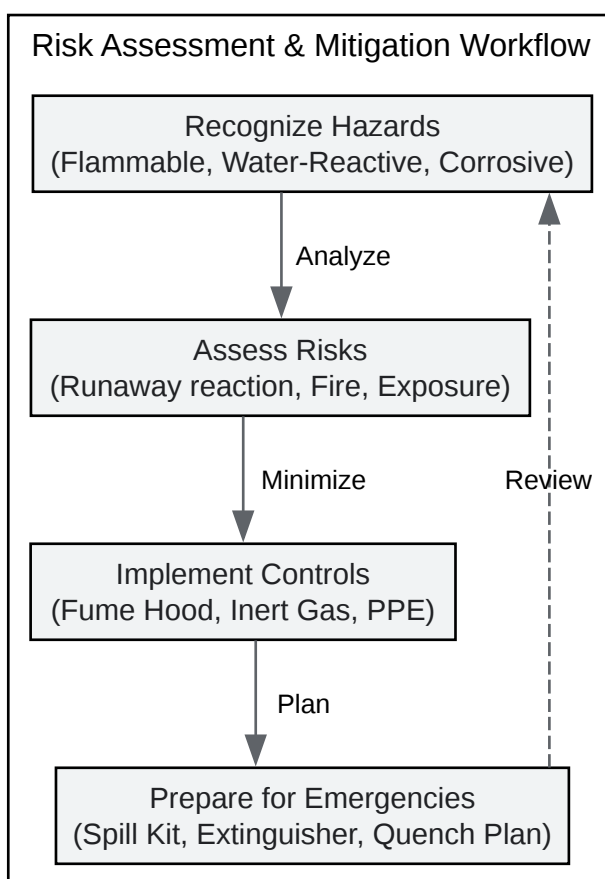 Risk Assessment & Mitigation Workflow
Recognize Hazards
(Flammable, Water-Reactive, Corrosive)
Analyze
Assess Risks
(Runaway reaction, Fire, Exposure)
Minimize
Review
Implement Controls
(Fume Hood, Inert Gas, PPE)
Plan
Prepare for Emergencies
(Spill Kit, Extinguisher, Quench Plan)